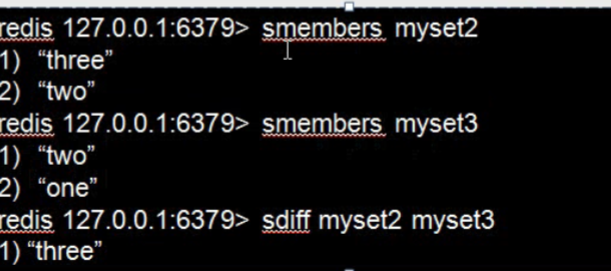 redis 127.0.0.1:6379> smembers myset2
1) “three”
2) “two”
redis 127.0.0.1:6379> smembers myset3
1) “two”
2) “one”
redis 127.0.0.1:6379> sdiff myset2 myset3
1) “three”